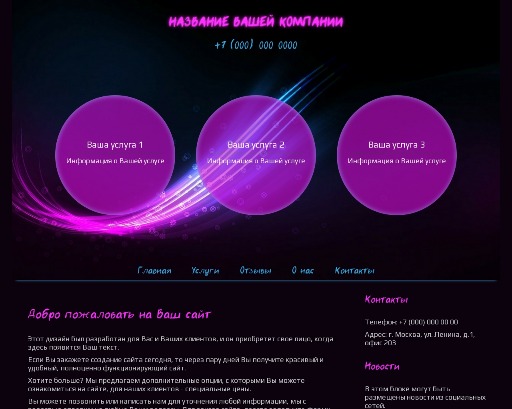 НАЗВАНИЕ ВАШЕЙ КОМПАНИИ
+7 (000) 000 0000
Ваша услуга 1
Информация о Вашей услуге
Ваша услуга 2
Информация о Вашей услуге
Ваша услуга 3
Информация о Вашей услуге
Главная Услуги Отзывы О нас Контакты
Добро пожаловать на Ваш сайт
Этот дизайн был разработан для Вас и Ваших клиентов, и он приобретет свое лицо, когда
здесь появится Ваш текст.
Если Вы закажете создание сайта сегодня, то через пару дней Вы получите красивый и
удобный, полноценно функционирующий сайт.
Хотите больше? Мы предлагаем дополнительные опции, с которыми Вы можете
ознакомиться на сайте, для наших клиентов - специальные цены.
Вы можете позвонить или написать нам для уточнения любой информации, мы с
Контакты
Телефон: +7 (000) 000 00 00
Адрес: г. Москва, ул. Ленина, д.1,
офис 203
Новости
В этом блоке могут быть
размещены новости из социальных
сетей.